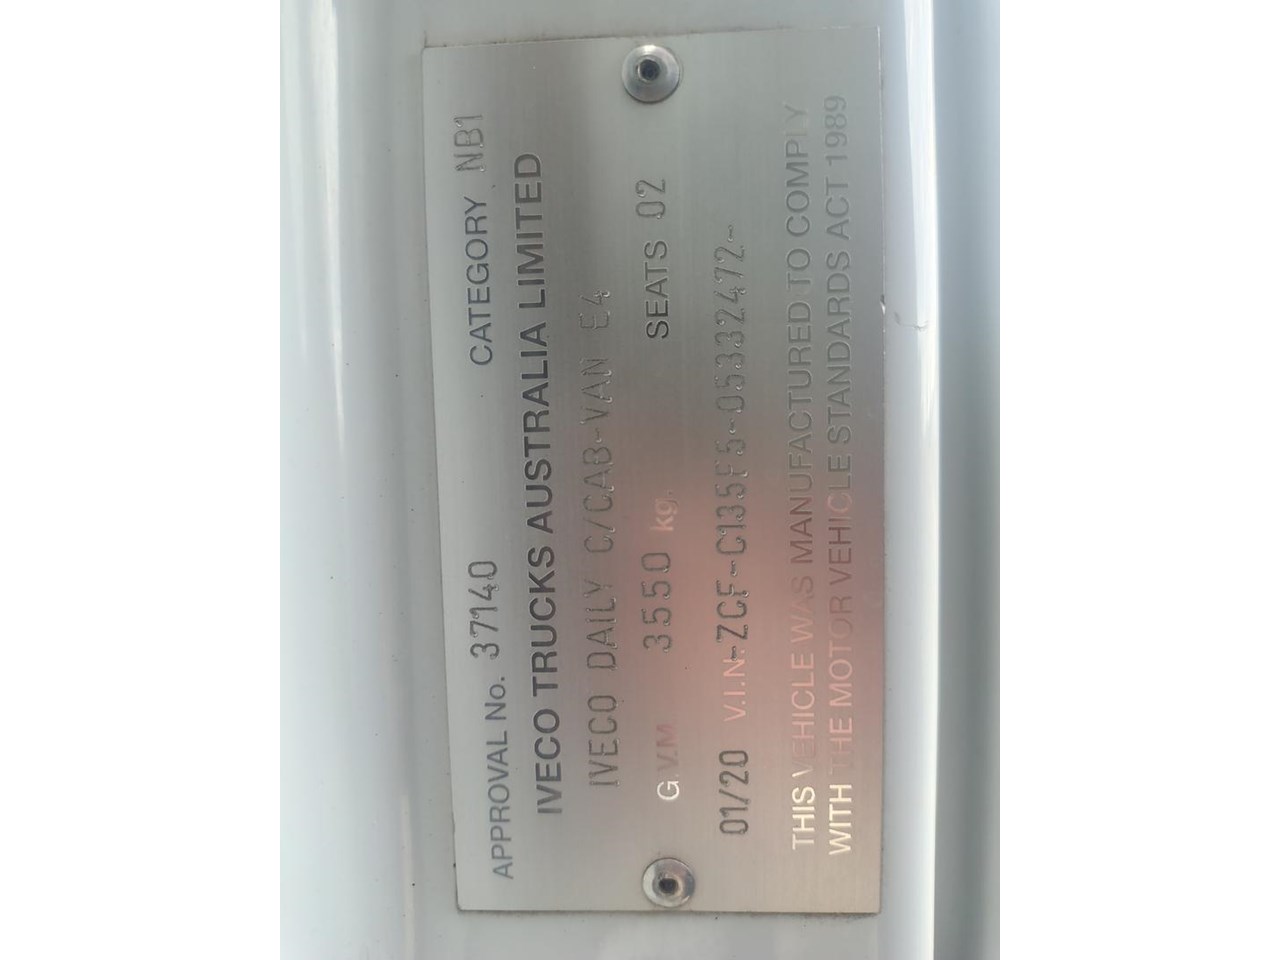 APPROVAL No. 37140 CATEGORY NB1
IVECO TRUCKS AUSTRALIA LIMITED
IVECO DAILY C/CAB-VAN E4
G.V.M 3550 kg. SEATS 02
01/20 V.I.N.-ZCF-C135F5-05332472-
THIS VEHICLE WAS MANUFACTURED TO COMPLY
WITH THE MOTOR VEHICLE STANDARDS ACT 1989